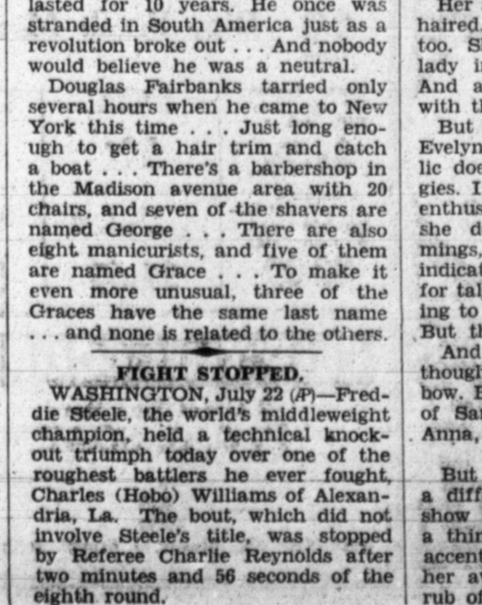 lasted for 10 years. He once was
stranded in South America just as a
revolution broke out . . . And nobody
would believe he was a neutral.
Douglas Fairbanks tarried only
several hours when he came to New
York this time . . . Just long eno-
ugh to get a hair trim and catch
a boat . . . There's a barbershop in
the Madison avenue area with 20
chairs, and seven of the shavers are
named George . . . There are also
eight manicurists, and five of them
are named Grace . . . To make it
even more unusual, three of the
Graces have the same last name
. . . and none is related to the others.
FIGHT STOPPED.
WASHINGTON, July 22 (AP)—Fred-
die Steele, the world's middleweight
champion, held a technical knock-
out triumph today over one of the
roughest battlers he ever fought,
Charles (Hobo) Williams of Alexan-
dria, La. The bout, which did not
involve Steele's title, was stopped
by Referee Charlie Reynolds after
two minutes and 56 seconds of the
eighth round.
Her
haired
too.
lady
And a
with
But
Evelyn
lic
gies. I
enthus
she d
mings,
indicat
for tal
ing to
But th
And
though
bow.
of
Anna,
But
a diff
show
a thin
accent
her
rub of